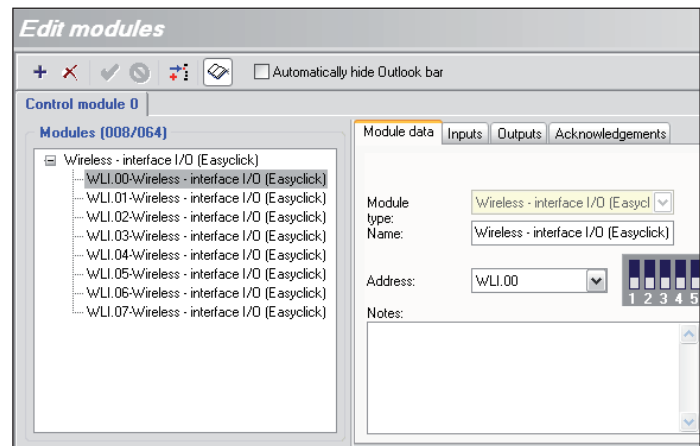 Edit modules
Automatically hide Outlook bar
Control module 0
Modules (008/064)
Wireless - interface I/O (Easyclick)
WLI.00-Wireless - interface I/O (Easyclick)
WLI.01-Wireless - interface I/O (Easyclick)
WLI.02-Wireless - interface I/O (Easyclick)
WLI.03-Wireless - interface I/O (Easyclick)
WLI.04-Wireless - interface I/O (Easyclick)
WLI.05-Wireless - interface I/O (Easyclick)
WLI.06-Wireless - interface I/O (Easyclick)
WLI.07-Wireless - interface I/O (Easyclick)
Module data Inputs Outputs Acknowledgements
Module type: Wireless - interface I/O (Easycl
Name: Wireless - interface I/O (Easyclick)
Address: WLI.00
1 2 3 4 5
Notes: